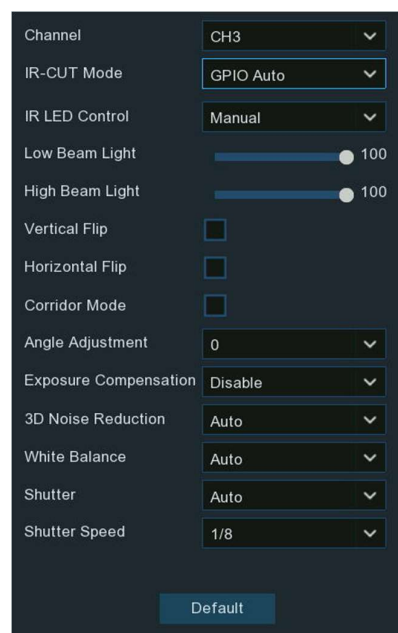 Channel CH3
IR-CUT Mode GPIO Auto
IR LED Control Manual
Low Beam Light 100
High Beam Light 100
Vertical Flip
Horizontal Flip
Corridor Mode
Angle Adjustment 0
Exposure Compensation Disable
3D Noise Reduction Auto
White Balance Auto
Shutter Auto
Shutter Speed 1/8
Default